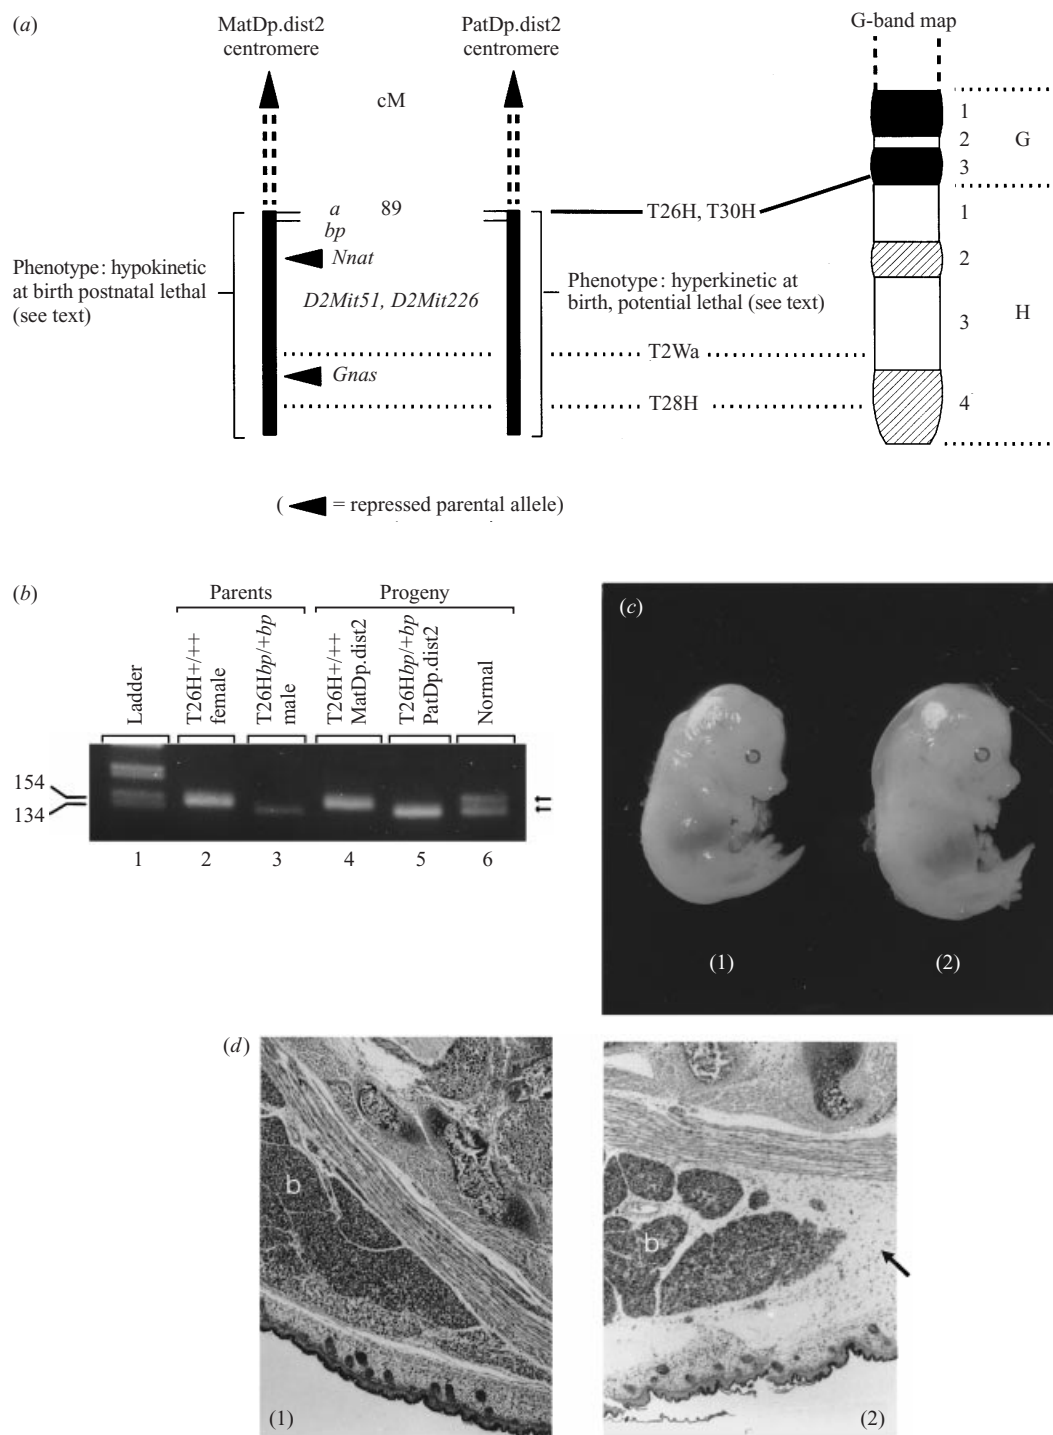 (a)
MatDp.dist2
centromere
PatDp.dist2
centromere
G-band map
cM
1
2
G
3
a 89
bp
T26H, T30H
1
Nnat
2
Phenotype: hypokinetic
at birth postnatal lethal
(see text)
D2Mit51, D2Mit226
Phenotype: hyperkinetic at
birth, potential lethal (see text)
3
H
T2Wa
Gnas
T28H
4
( = repressed parental allele)
(b)
Parents
Progeny
Ladder
T26H+/++
female
T26Hbp/+bp
male
T26H+/++
MatDp.dist2
T26Hbp/+bp
PatDp.dist2
Normal
154
134
1 2 3 4 5 6
(c)
(1) (2)
(d)
b
b
(1)
(2)